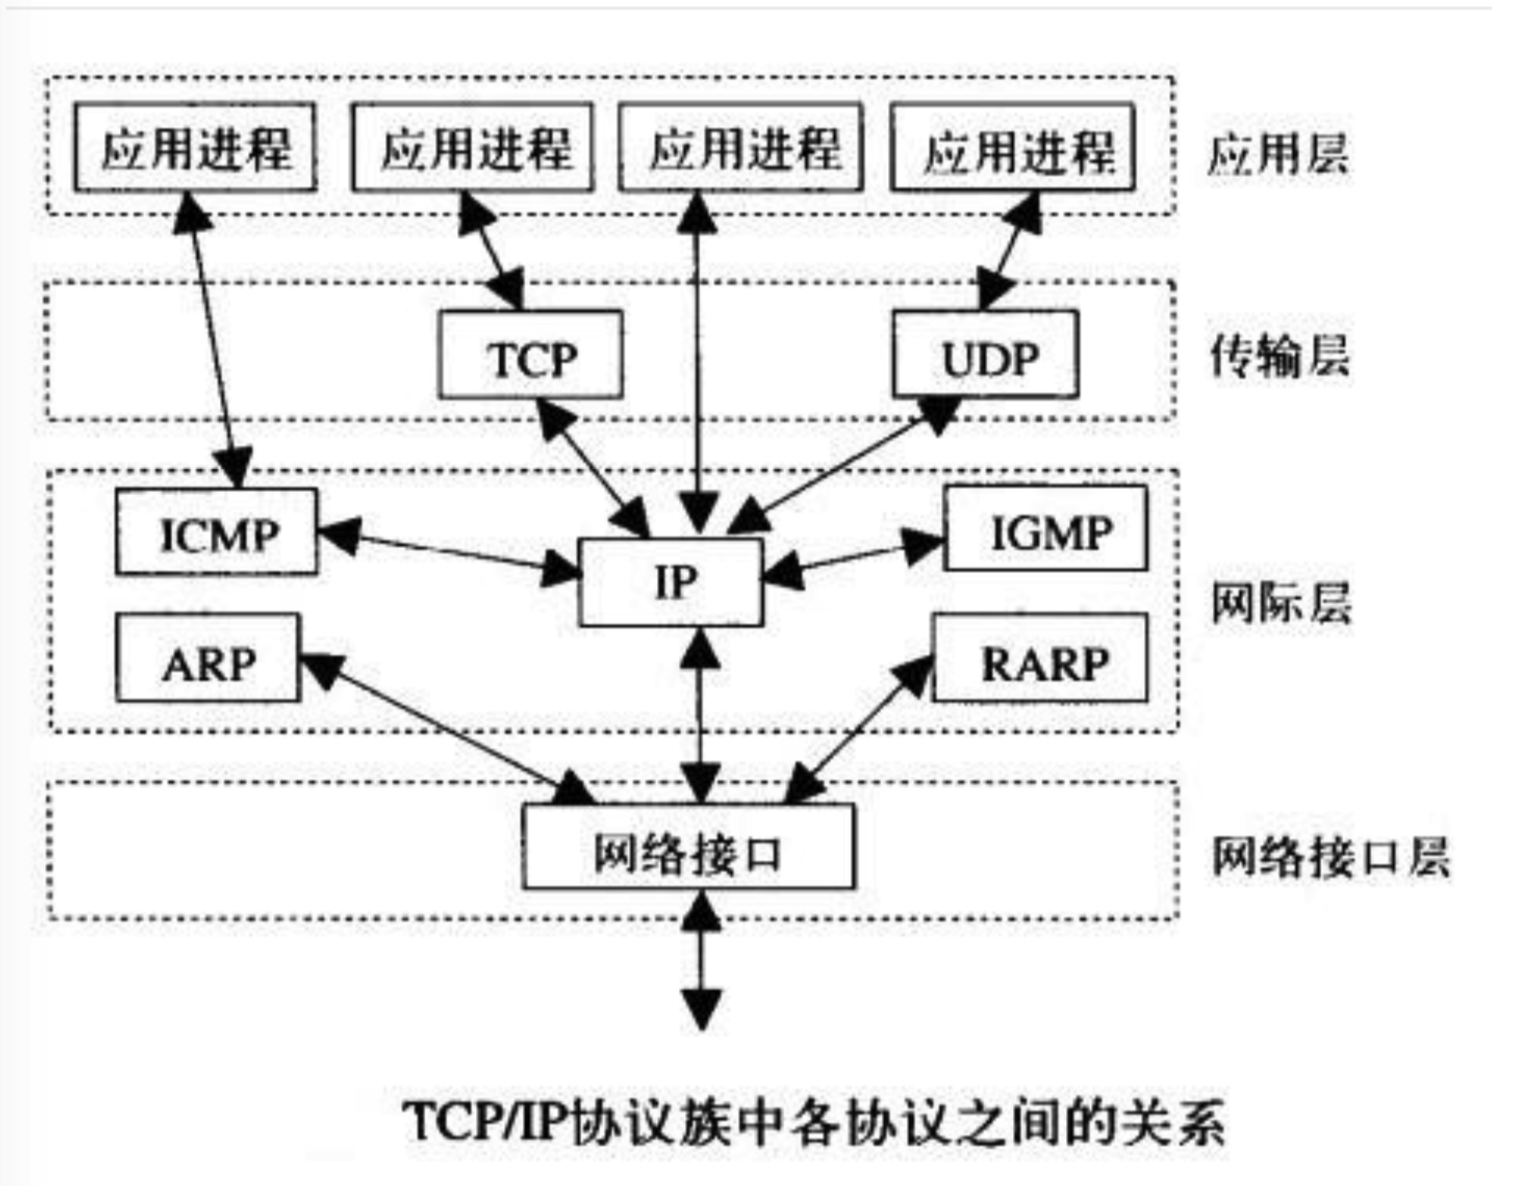 应用进程 应用进程 应用进程 应用进程 应用层
TCP UDP 传输层
ICMP IP IGMP 网际层
ARP RARP
网络接口 网络接口层
TCP/IP协议族中各协议之间的关系